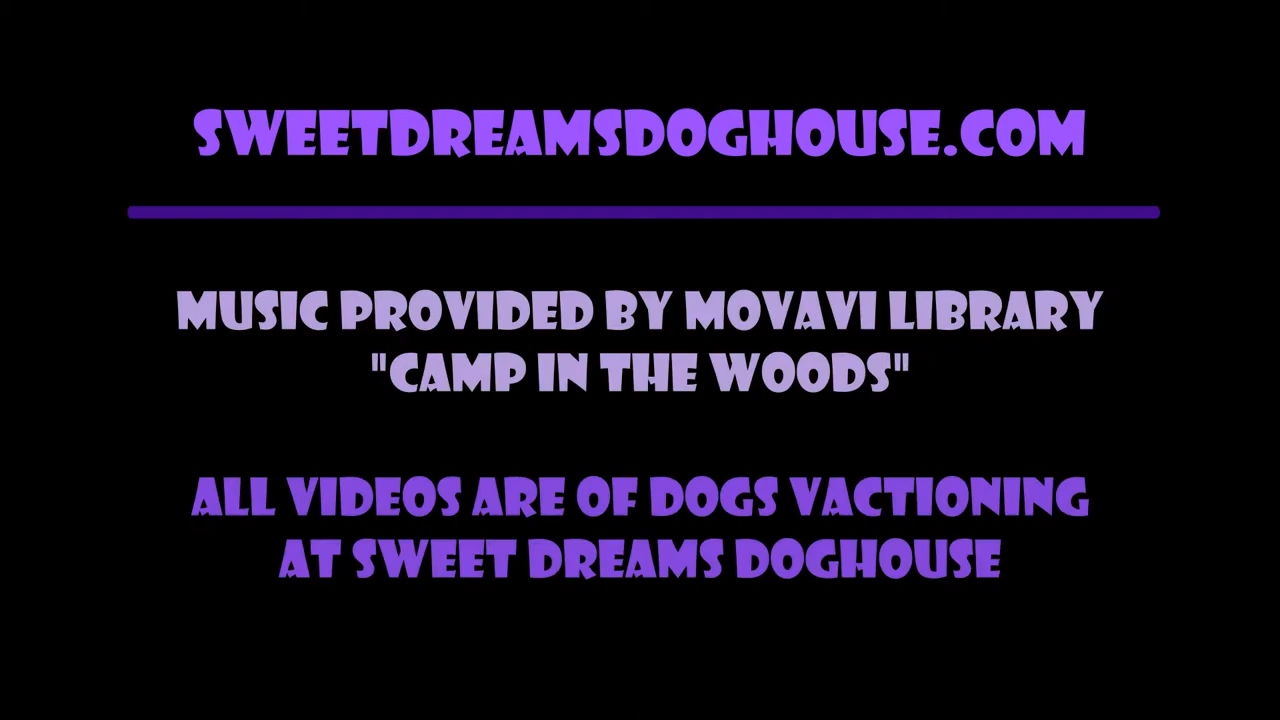 SWEETDREAMSDOGHOUSE.COM
MUSIC PROVIDED BY MOVAVI LIBRARY
"CAMP IN THE WOODS"
ALL VIDEOS ARE OF DOGS VACTIONING
AT SWEET DREAMS DOGHOUSE